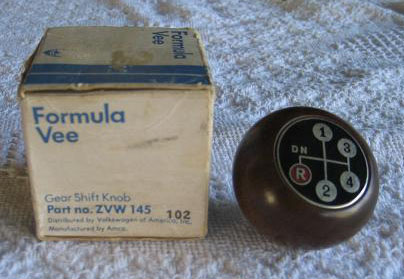 Formula
Vee
Formula
Vee
Gear Shift Knob
Part no. ZVW 145 102
Distributed by Volkswagen of America, Inc.
Manufactured by Amco.
1
3
DN
R
4
2